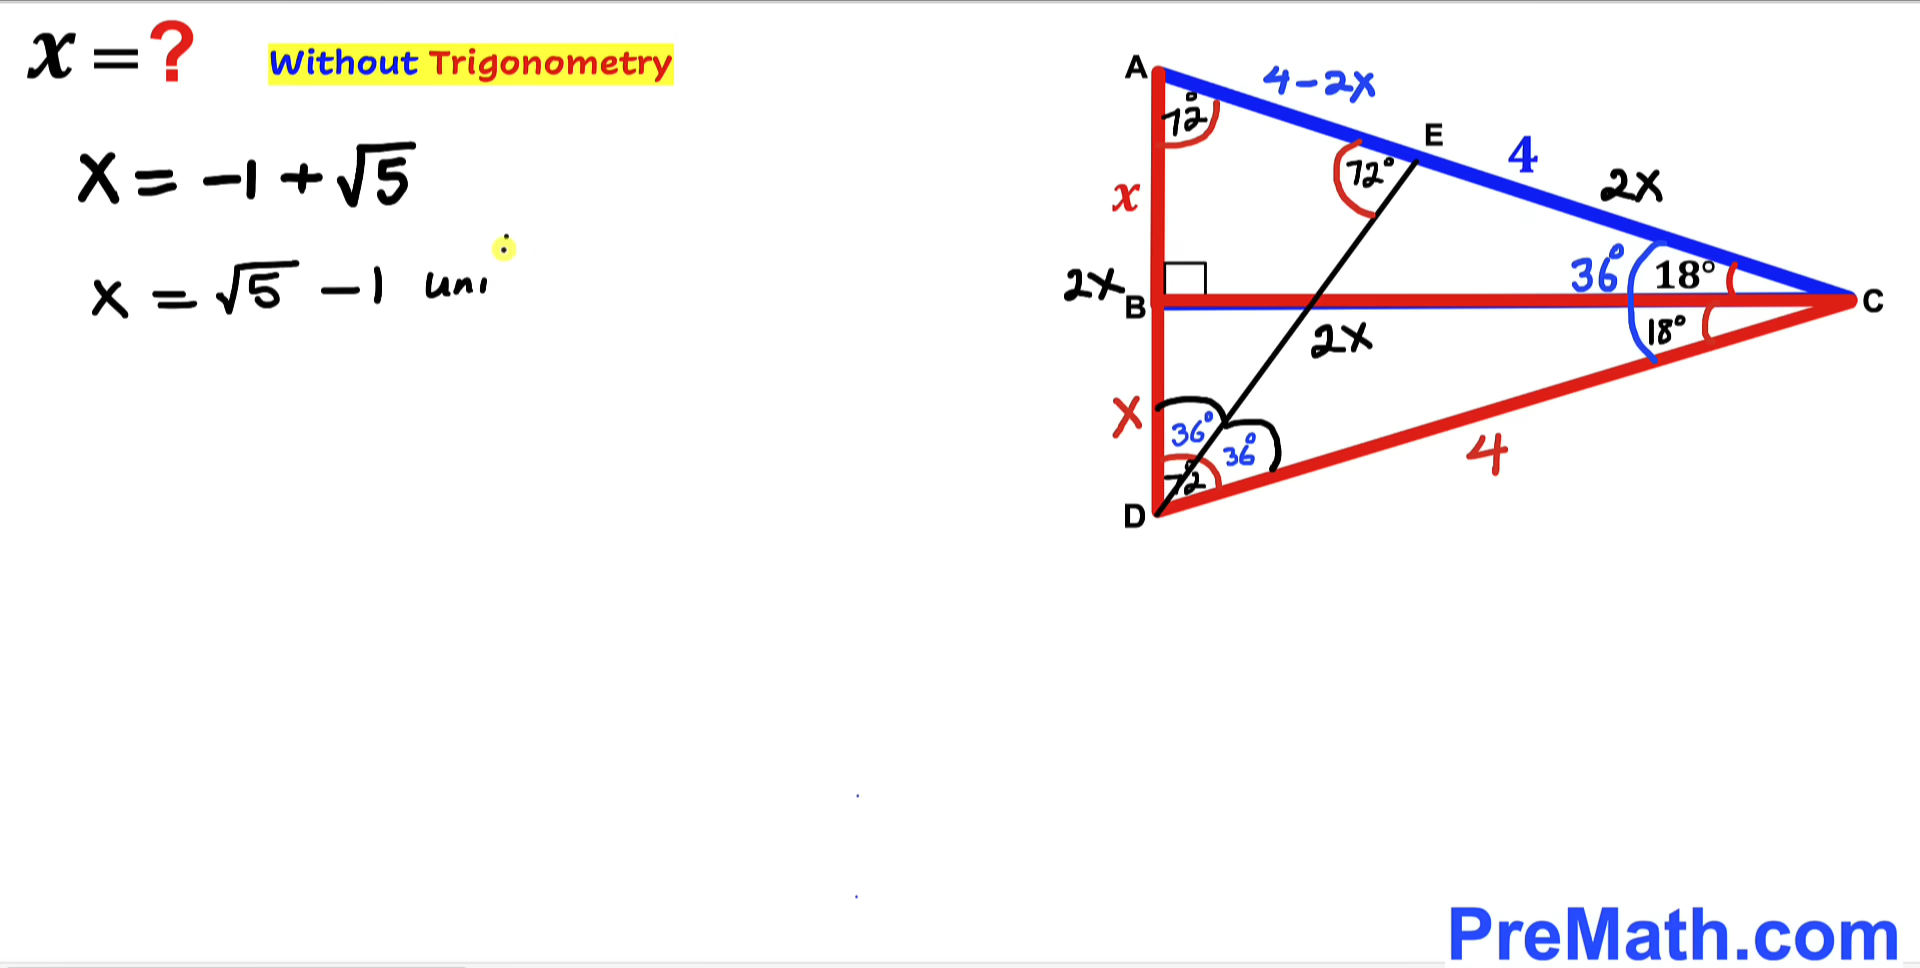 x = ?
Without Trigonometry
x = -1 + √5
x = √5 - 1 uni
A
4-2x
72°
E
4
72°
2x
x
36°
18°
2x
B
C
18°
2x
x
36°
36°
4
72°
D
PreMath.com